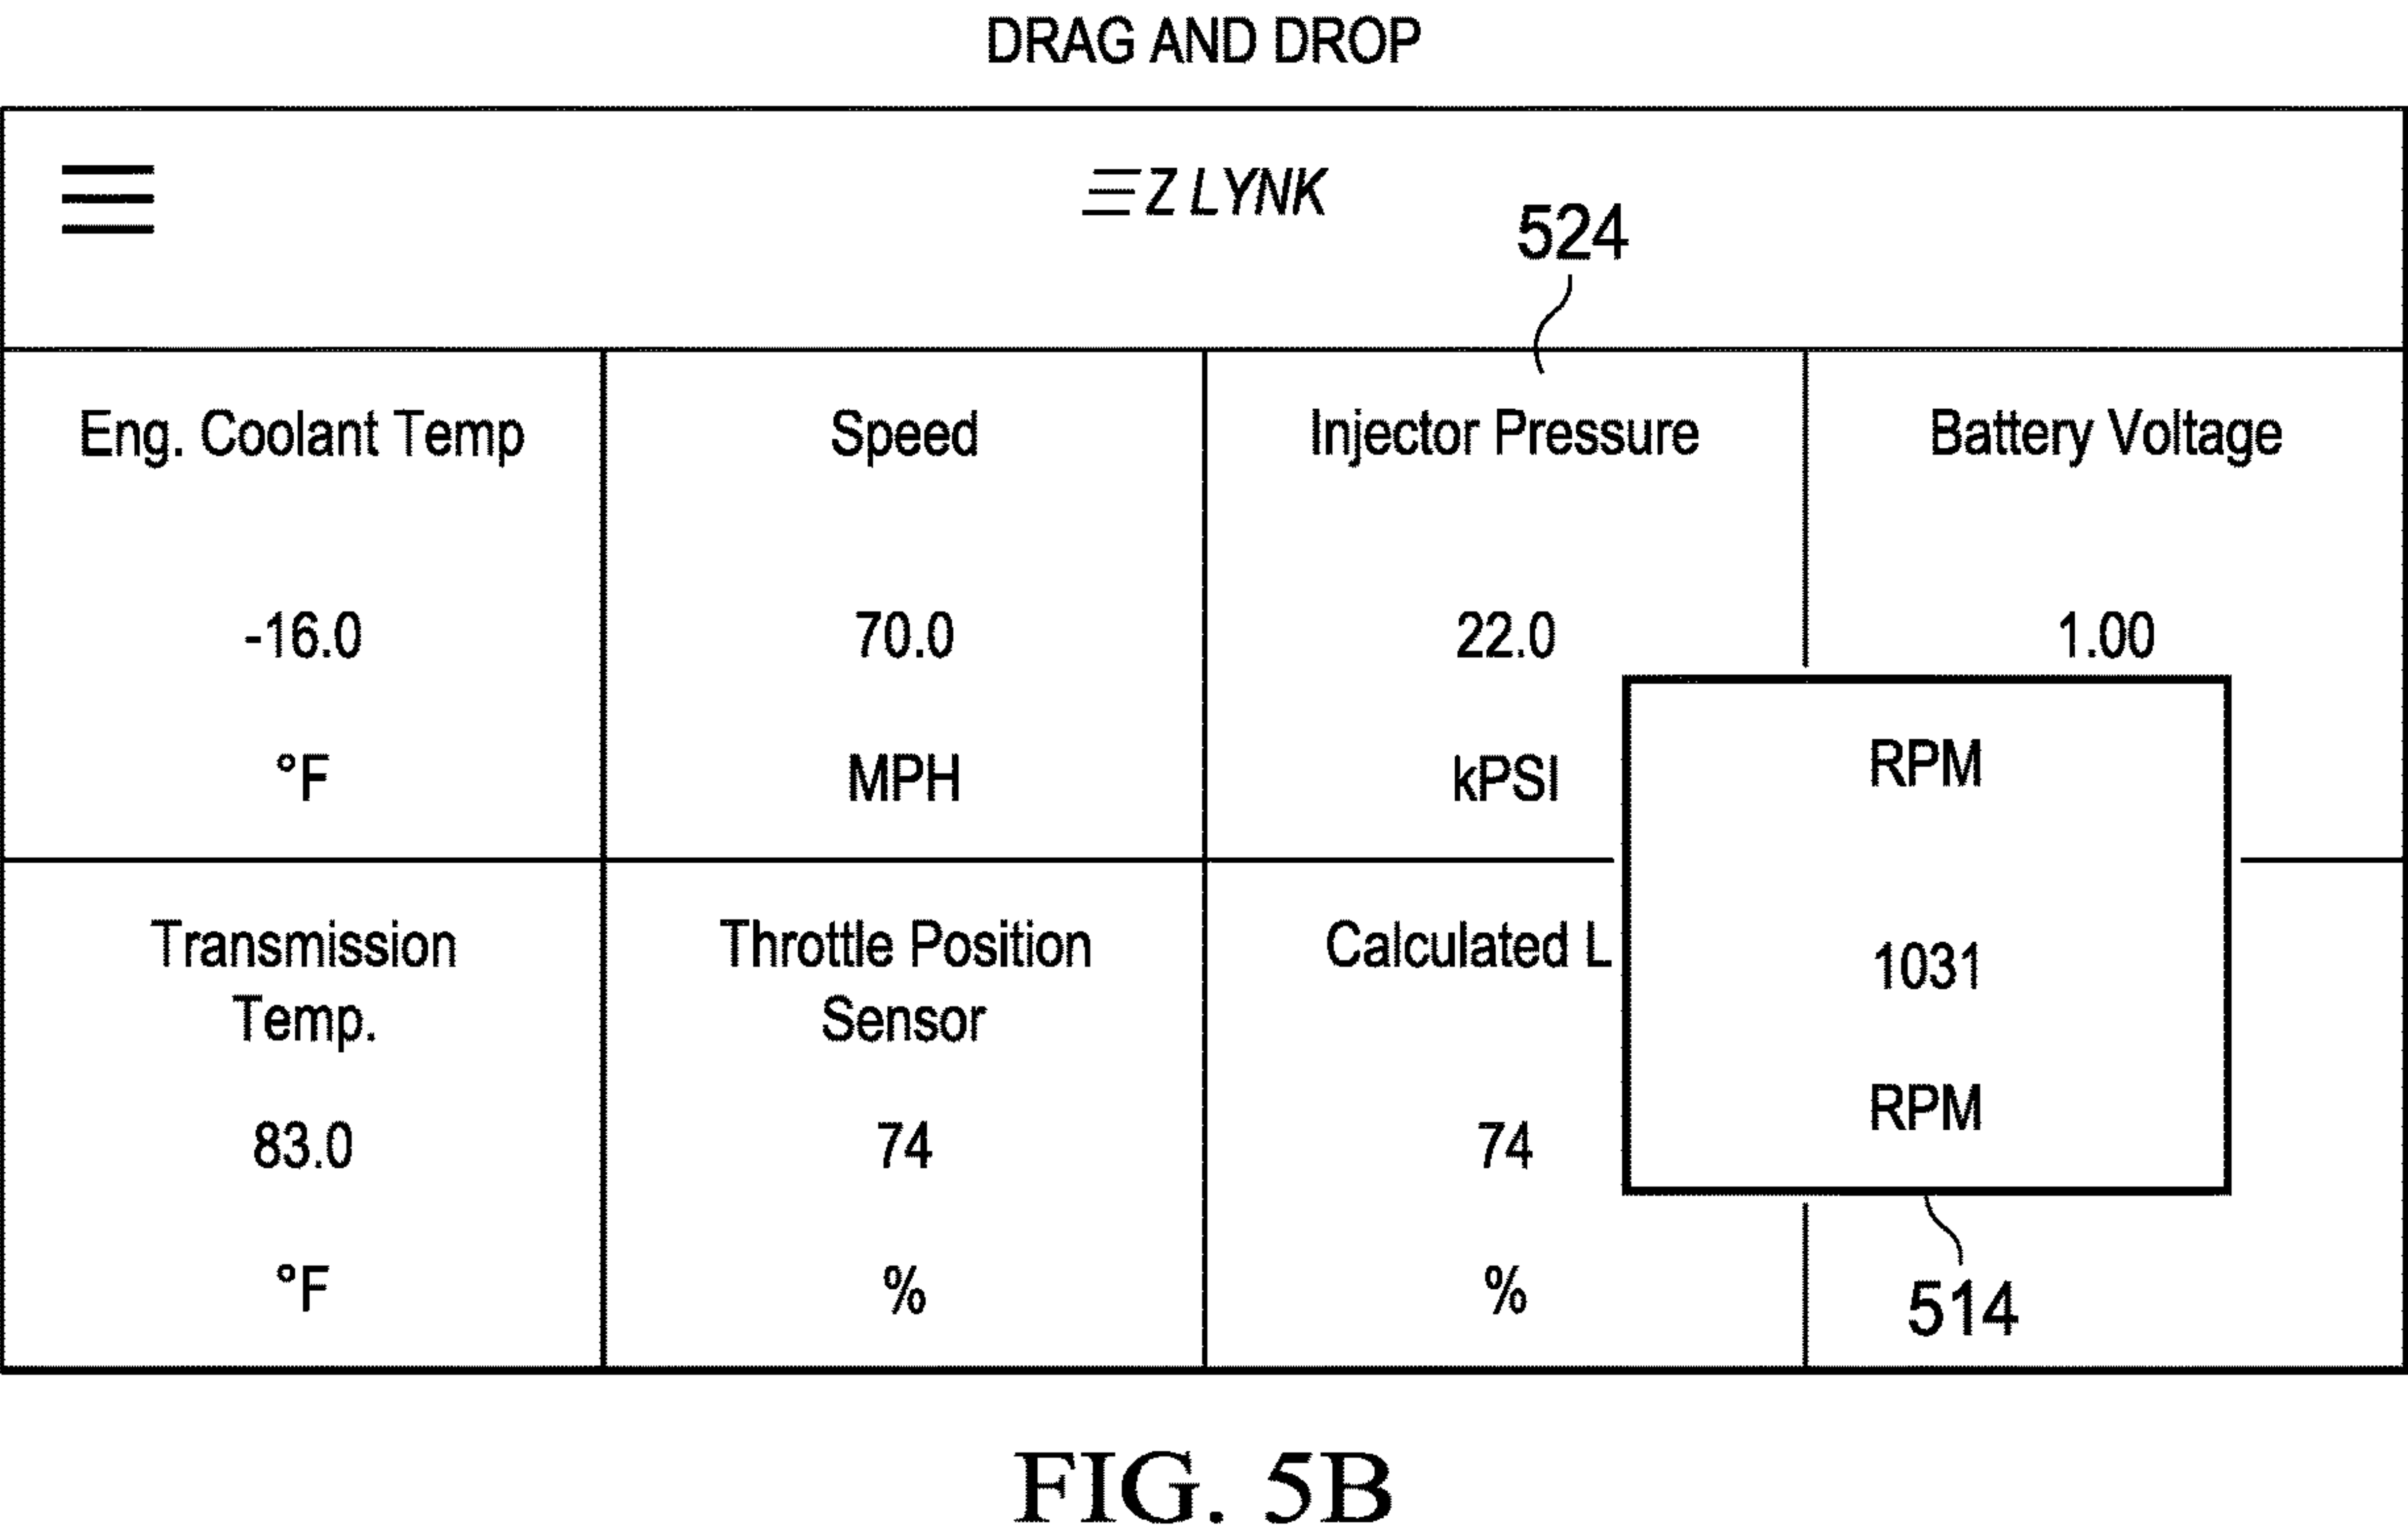 DRAG AND DROP
EZ LYNK
524
Eng. Coolant Temp
-16.0
°F
Speed
70.0
MPH
Injector Pressure
22.0
kPSI
Battery Voltage
1.00
Transmission
Temp.
83.0
°F
Throttle Position
Sensor
74
%
Calculated L
74
%
RPM
1031
RPM
514
FIG. 5B